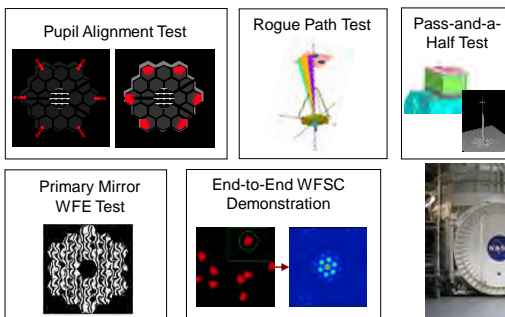 Pupil Alignment Test
Rogue Path Test
Pass-and-a-
Half Test
Primary Mirror
WFE Test
End-to-End WFSC
Demonstration
NASA